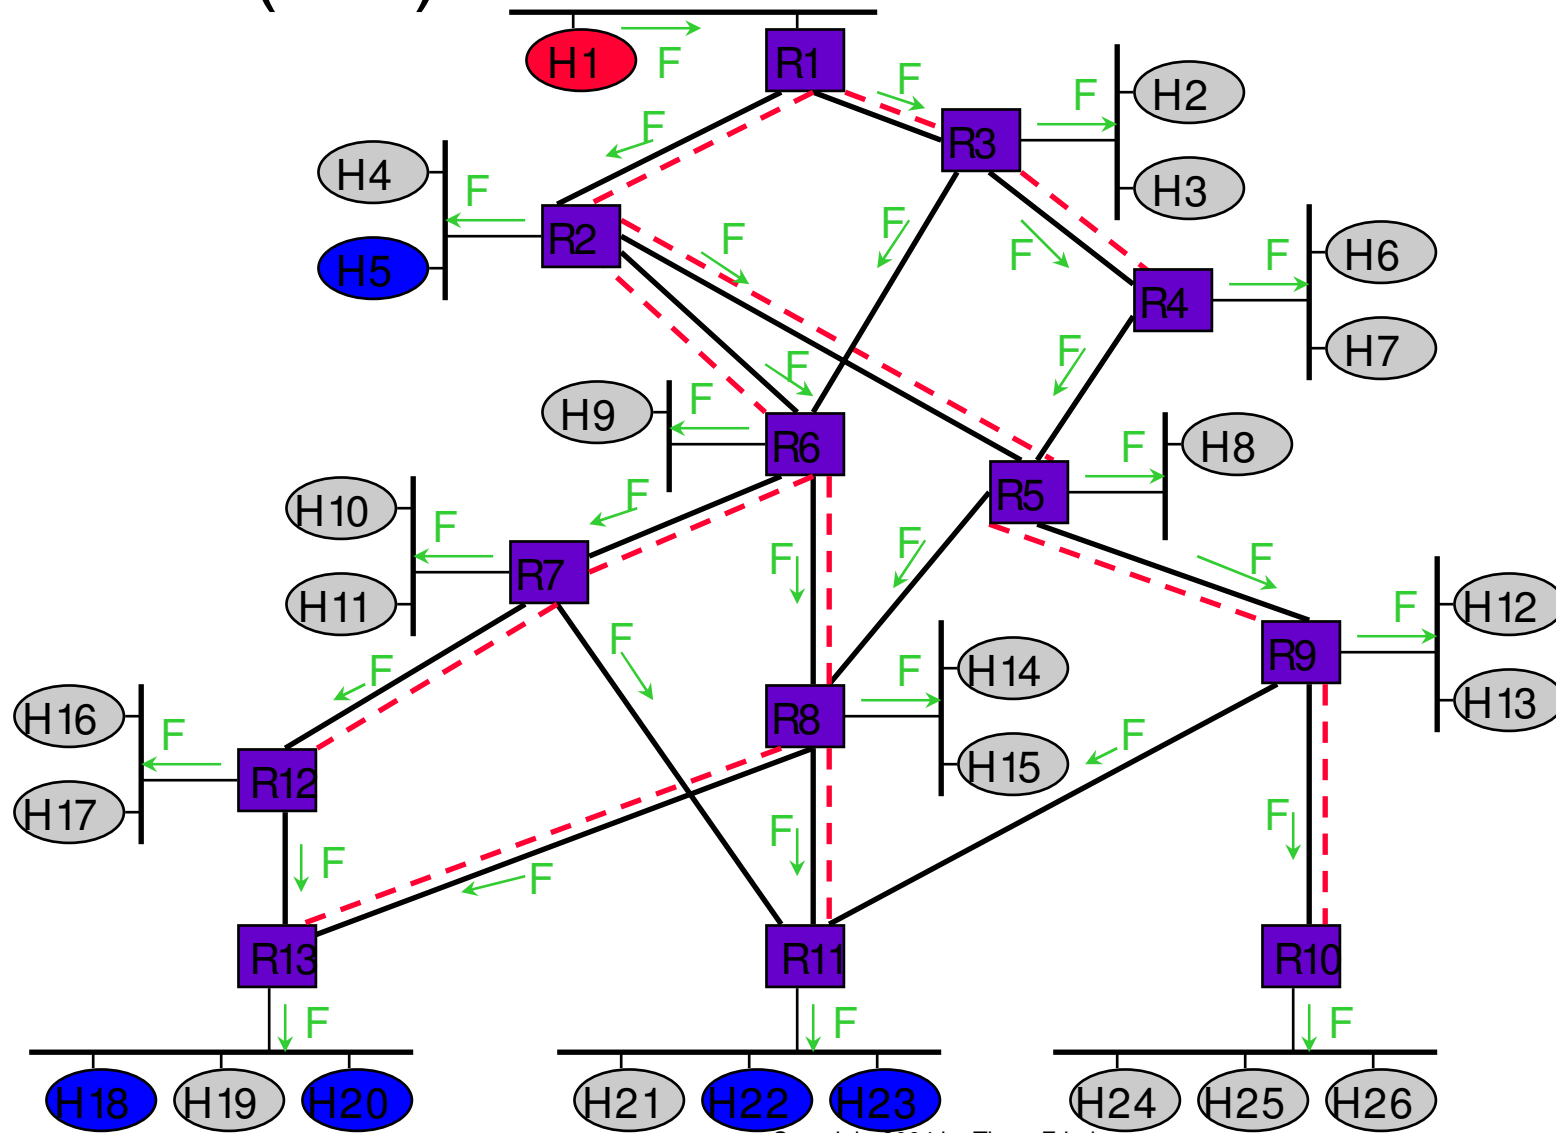 H1 F R1
F F H2
F R3
H4 F H3
F R2 F F F H6
H5 F R4
F F H7
H9 F R6 F H8
H10 F R5
F F F F
H11 R7 F H12
F F H14 F R9
H16 F R8 H13
F R12 H15 F
H17 F F
F F
R13 R11 R10
F F F
H18 H19 H20 H21 H22 H23 H24 H25 H26